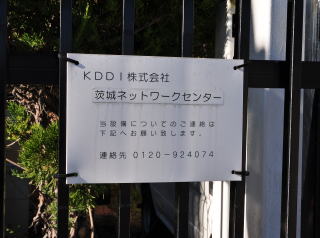 KDDI株式会社
茨城ネットワークセンター
当設備についてのご連絡は
下記へお願い致します。
連絡先 0120-924074